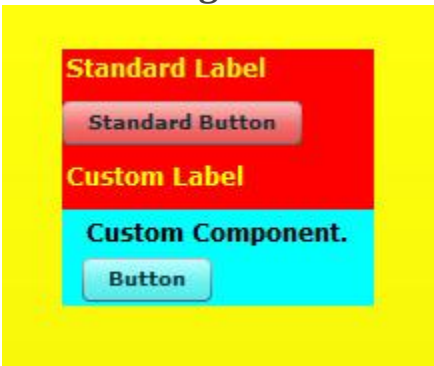 Standard Label
Standard Button
Custom Label
Custom Component.
Button